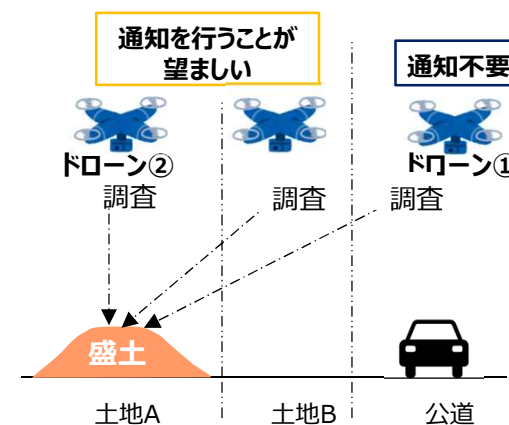 通知を行うことが
望ましい
通知不要
ドローン②
ドローン①
調査
調査
調査
盛土
土地A
土地B
公道